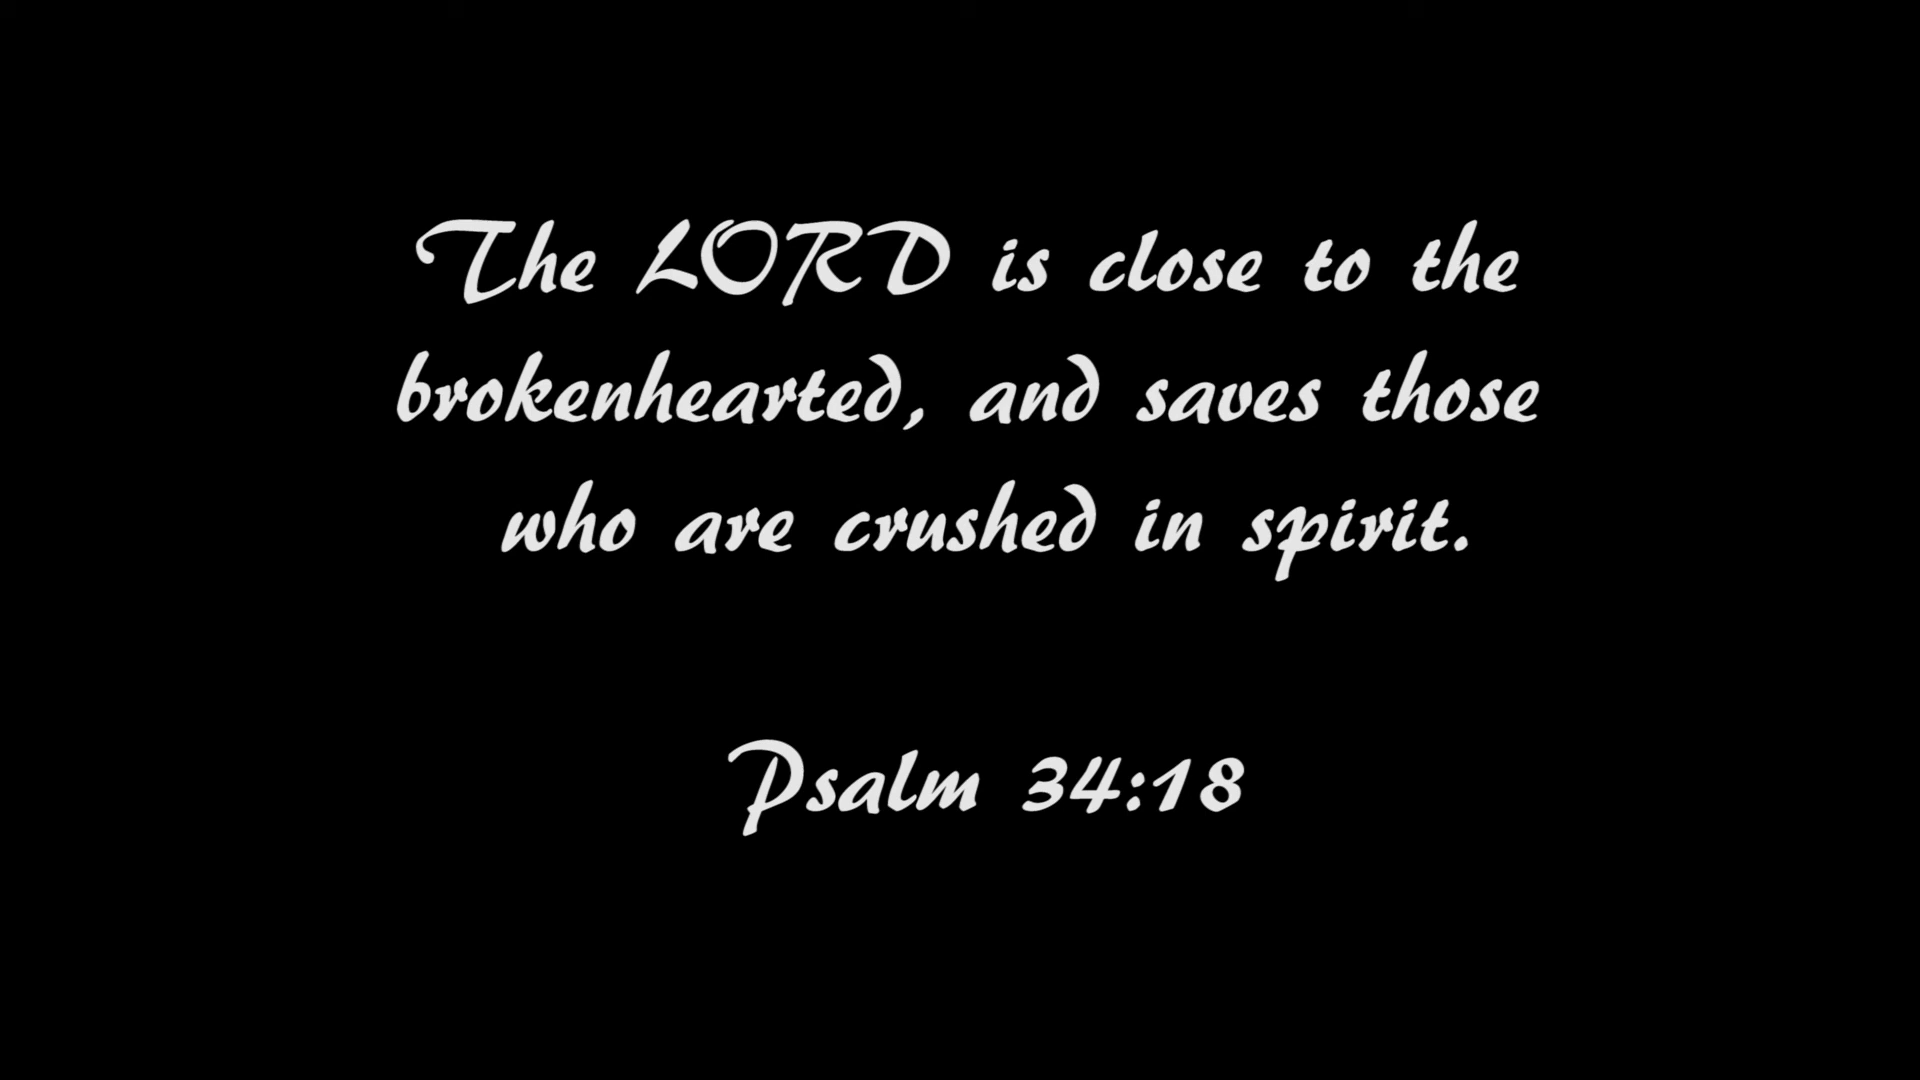 The LORD is close to the
brokenhearted, and saves those
who are crushed in spirit.
Psalm 34:18